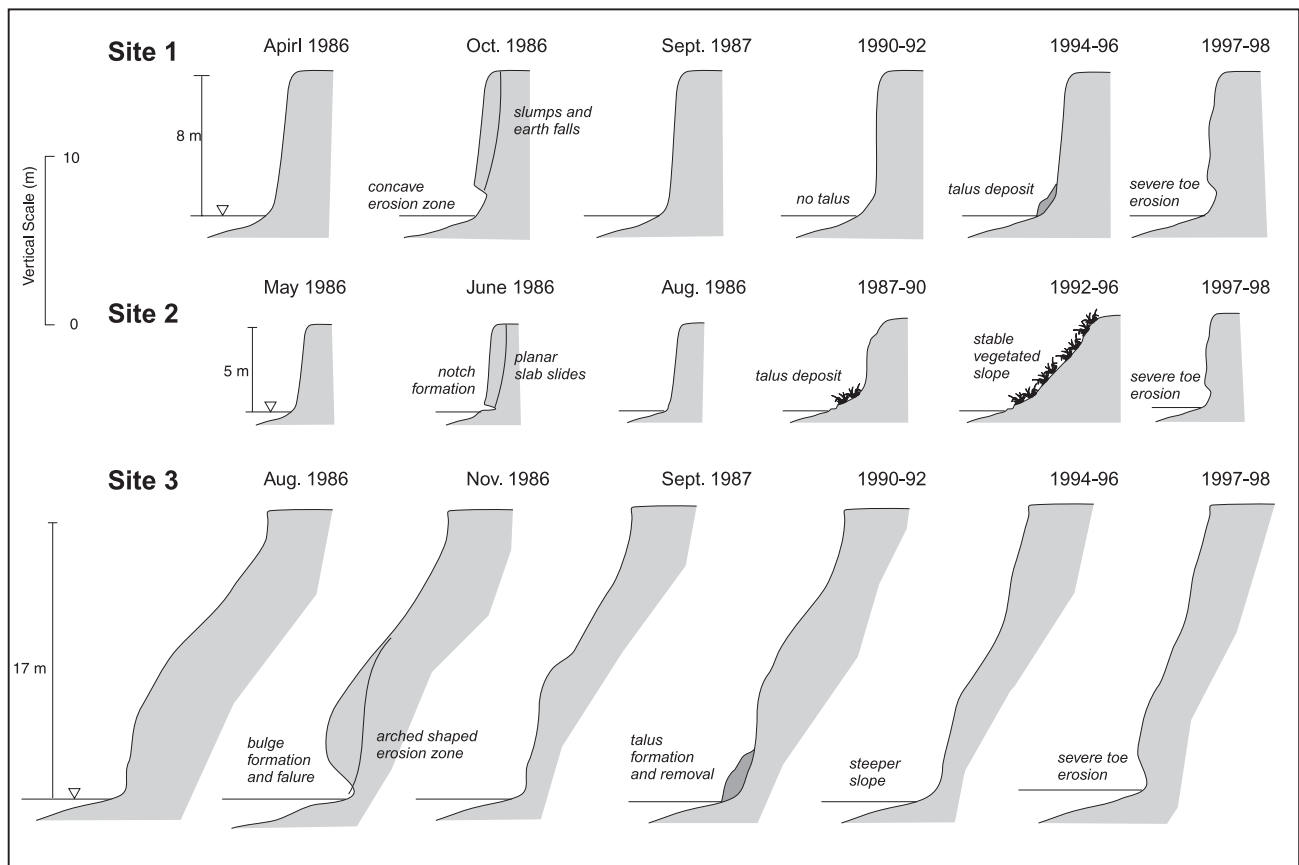 Site 1
Apirl 1986
Oct. 1986
Sept. 1987
1990-92
1994-96
1997-98
8 m
slumps and
earth falls
concave
erosion zone
no talus
talus deposit
severe toe
erosion
Vertical Scale (m)
10
0
Site 2
May 1986
June 1986
Aug. 1986
1987-90
1992-96
1997-98
5 m
notch
formation
planar
slab slides
talus deposit
stable
vegetated
slope
severe toe
erosion
Site 3
Aug. 1986
Nov. 1986
Sept. 1987
1990-92
1994-96
1997-98
17 m
bulge
formation
and falure
arched shaped
erosion zone
talus
formation
and removal
steeper
slope
severe toe
erosion